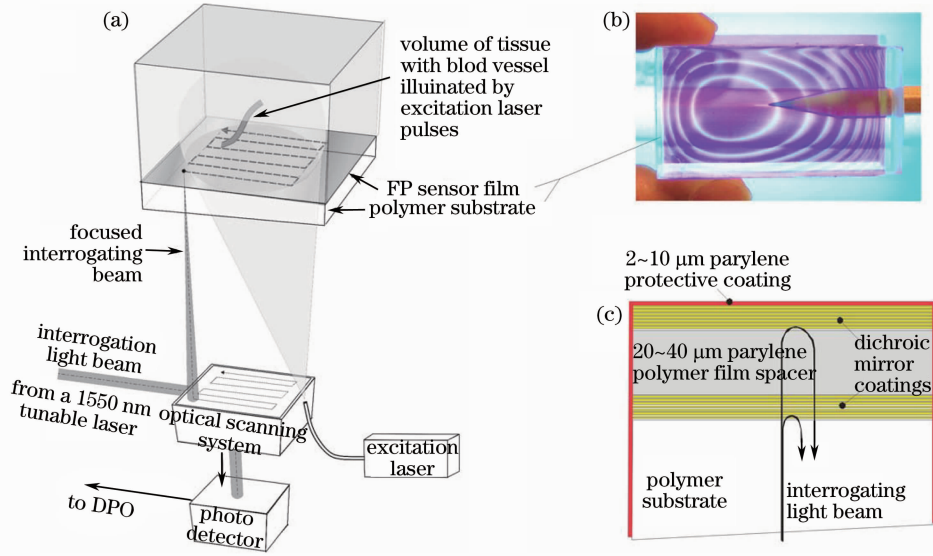 (a)
volume of tissue
with blod vessel
illuinated by
excitation laser
pulses
FP sensor film
polymer substrate
focused
interrogating
beam
interrogation
light beam
from a 1550 nm
tunable laser
optical scanning
system
excitation
laser
to DPO
photo
detector
(b)
2~10 μm parylene
protective coating
(c)
20~40 μm parylene
polymer film spacer
dichroic
mirror
coatings
polymer
substrate
interrogating
light beam